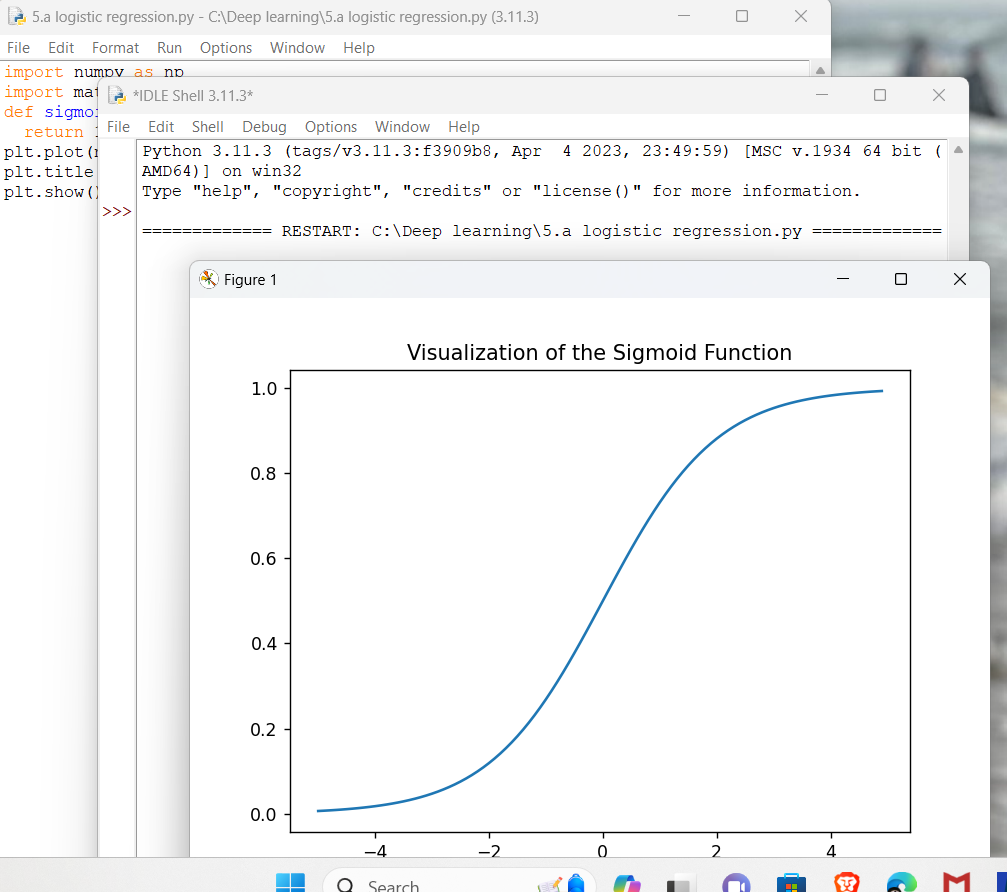 5.a logistic regression.py - C:\Deep learning\5.a logistic regression.py (3.11.3)
File Edit Format Run Options Window Help
import numpy as np
import mat
def sigmoi
return
plt.plot(
plt.title
plt.show()
*IDLE Shell 3.11.3*
File Edit Shell Debug Options Window Help
Python 3.11.3 (tags/v3.11.3:f3909b8, Apr 4 2023, 23:49:59) [MSC v.1934 64 bit (
AMD64)] on win32
Type "help", "copyright", "credits" or "license()" for more information.
>>>
============= RESTART: C:\Deep learning\5.a logistic regression.py =============
Figure 1
Visualization of the Sigmoid Function
1.0
0.8
0.6
0.4
0.2
0.0
−4 −2 0 2 4
Search